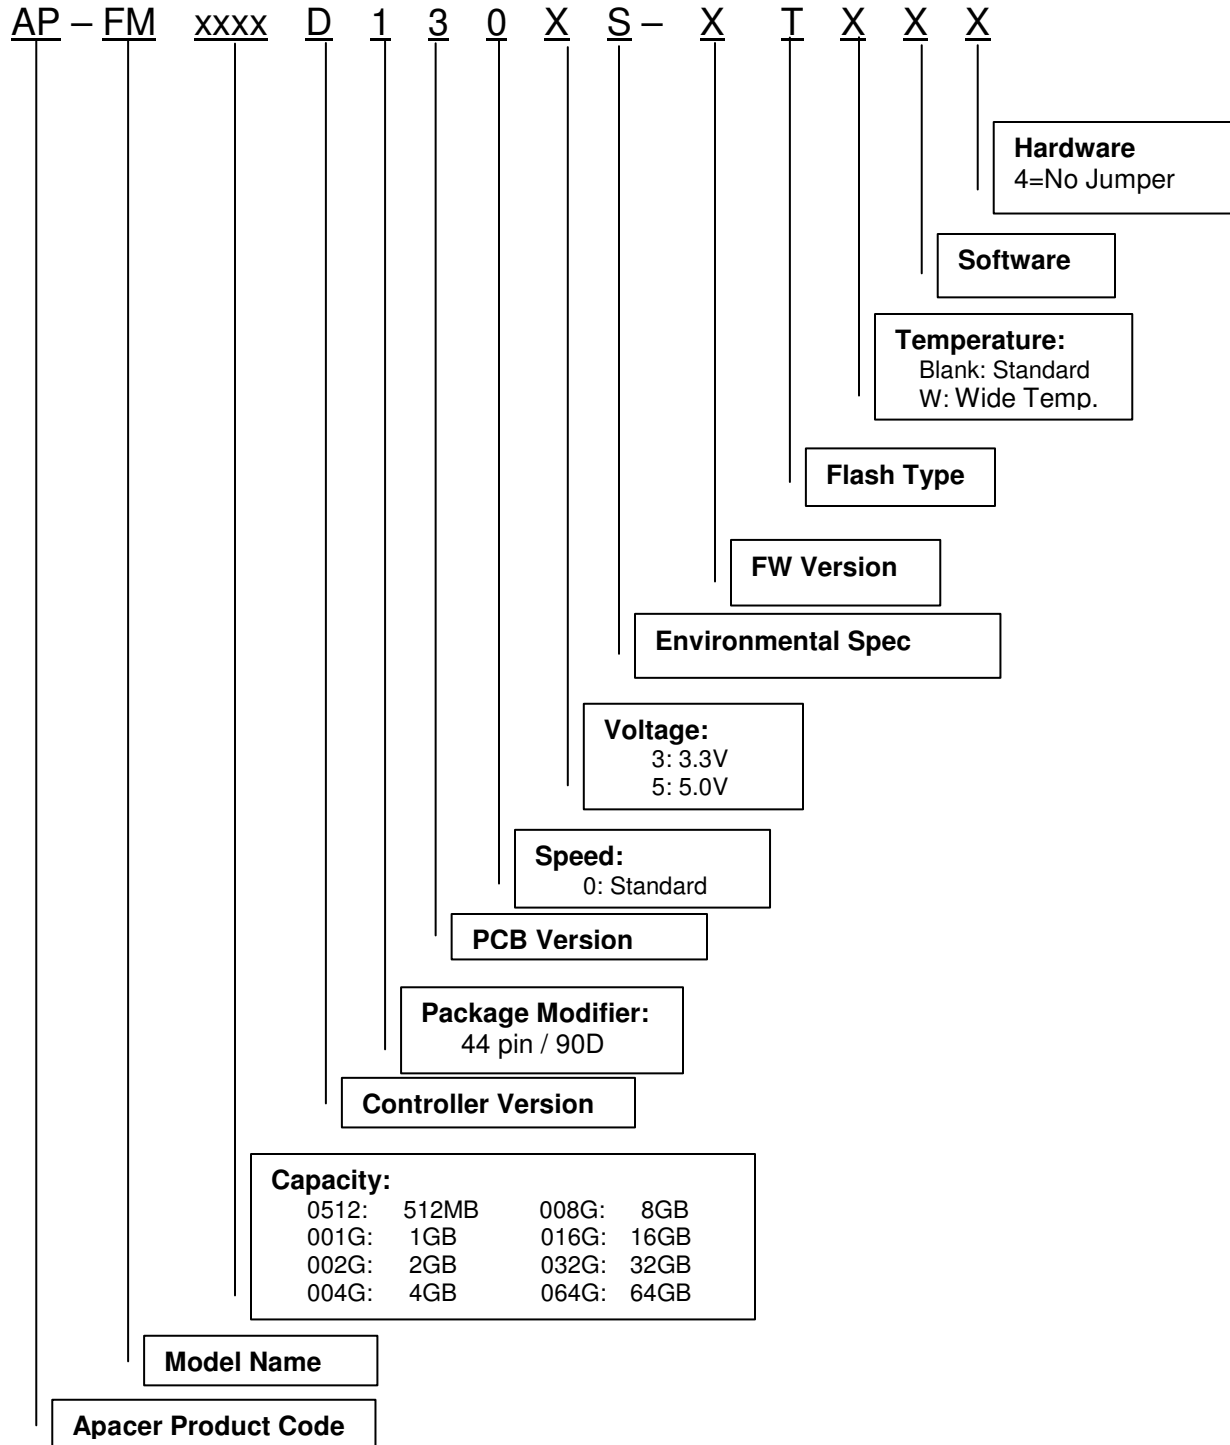 AP – FM xxxx D 1 3 0 X S – X T X X X
Hardware
4=No Jumper
Software
Temperature:
Blank: Standard
W: Wide Temp.
Flash Type
FW Version
Environmental Spec
Voltage:
3: 3.3V
5: 5.0V
Speed:
0: Standard
PCB Version
Package Modifier:
44 pin / 90D
Controller Version
Capacity:
0512: 512MB 008G: 8GB
001G: 1GB 016G: 16GB
002G: 2GB 032G: 32GB
004G: 4GB 064G: 64GB
Model Name
Apacer Product Code